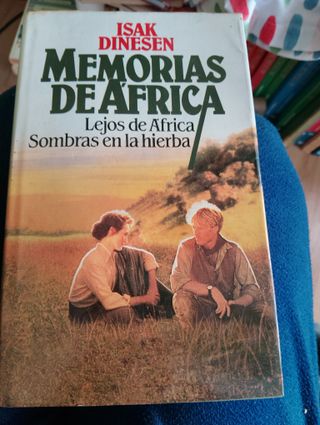 ISAK
DINESEN
MEMORIAS
DE AFRICA
Lejos de Africa
Sombras en la hierba